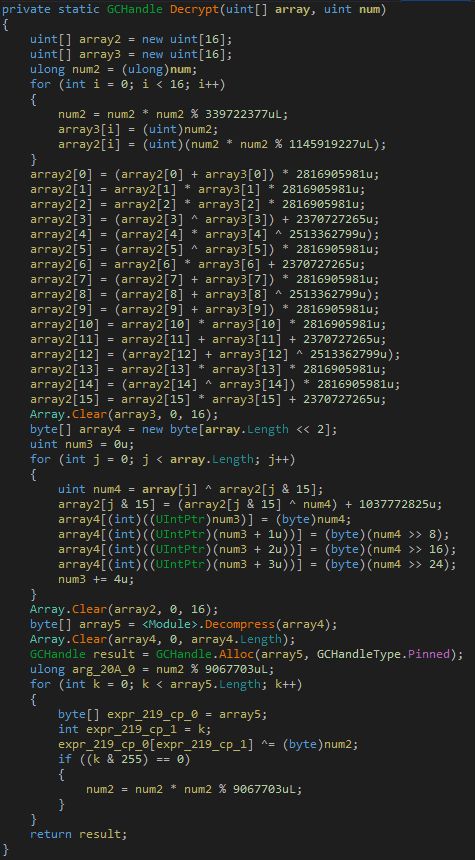 private static GCHandle Decrypt(uint[] array, uint num)
{
    uint[] array2 = new uint[16];
    uint[] array3 = new uint[16];
    ulong num2 = (ulong)num;
    for (int i = 0; i < 16; i++)
    {
        num2 = num2 * num2 % 339722377uL;
        array3[i] = (uint)num2;
        array2[i] = (uint)(num2 * num2 % 1145919227uL);
    }
    array2[0] = (array2[0] + array3[0]) * 2816905981u;
    array2[1] = array2[1] * array3[1] * 2816905981u;
    array2[2] = array2[2] * array3[2] * 2816905981u;
    array2[3] = (array2[3] ^ array3[3]) + 2370727265u;
    array2[4] = (array2[4] * array3[4] ^ 2513362799u);
    array2[5] = (array2[5] ^ array3[5]) * 2816905981u;
    array2[6] = array2[6] * array3[6] + 2370727265u;
    array2[7] = (array2[7] + array3[7]) * 2816905981u;
    array2[8] = (array2[8] + array3[8] ^ 2513362799u);
    array2[9] = (array2[9] + array3[9]) * 2816905981u;
    array2[10] = array2[10] * array3[10] * 2816905981u;
    array2[11] = array2[11] + array3[11] + 2370727265u;
    array2[12] = (array2[12] + array3[12] ^ 2513362799u);
    array2[13] = array2[13] * array3[13] * 2816905981u;
    array2[14] = (array2[14] ^ array3[14]) * 2816905981u;
    array2[15] = array2[15] * array3[15] + 2370727265u;
    Array.Clear(array3, 0, 16);
    byte[] array4 = new byte[array.Length << 2];
    uint num3 = 0u;
    for (int j = 0; j < array.Length; j++)
    {
        uint num4 = array[j] ^ array2[j & 15];
        array2[j & 15] = (array2[j & 15] ^ num4) + 1037772825u;
        array4[(int)((UIntPtr)num3)] = (byte)num4;
        array4[(int)((UIntPtr)(num3 + 1u))] = (byte)(num4 >> 8);
        array4[(int)((UIntPtr)(num3 + 2u))] = (byte)(num4 >> 16);
        array4[(int)((UIntPtr)(num3 + 3u))] = (byte)(num4 >> 24);
        num3 += 4u;
    }
    Array.Clear(array2, 0, 16);
    byte[] array5 = <Module>.Decompress(array4);
    Array.Clear(array4, 0, array4.Length);
    GCHandle result = GCHandle.Alloc(array5, GCHandleType.Pinned);
    ulong arg_20A_0 = num2 % 9067703uL;
    for (int k = 0; k < array5.Length; k++)
    {
        byte[] expr_219_cp_0 = array5;
        int expr_219_cp_1 = k;
        expr_219_cp_0[expr_219_cp_1] ^= (byte)num2;
        if ((k & 255) == 0)
        {
            num2 = num2 * num2 % 9067703uL;
        }
    }
    return result;
}